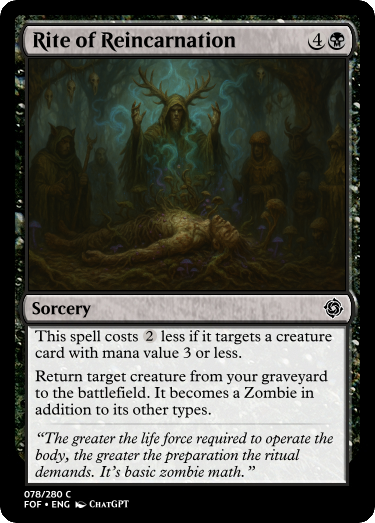 Rite of Reincarnation 4
Sorcery
This spell costs 2 less if it targets a creature
card with mana value 3 or less.
Return target creature from your graveyard
to the battlefield. It becomes a Zombie in
addition to its other types.
“The greater the life force required to operate the
body, the greater the preparation the ritual
demands. It’s basic zombie math.”
078/280 C
FOF • ENG ChatGPT